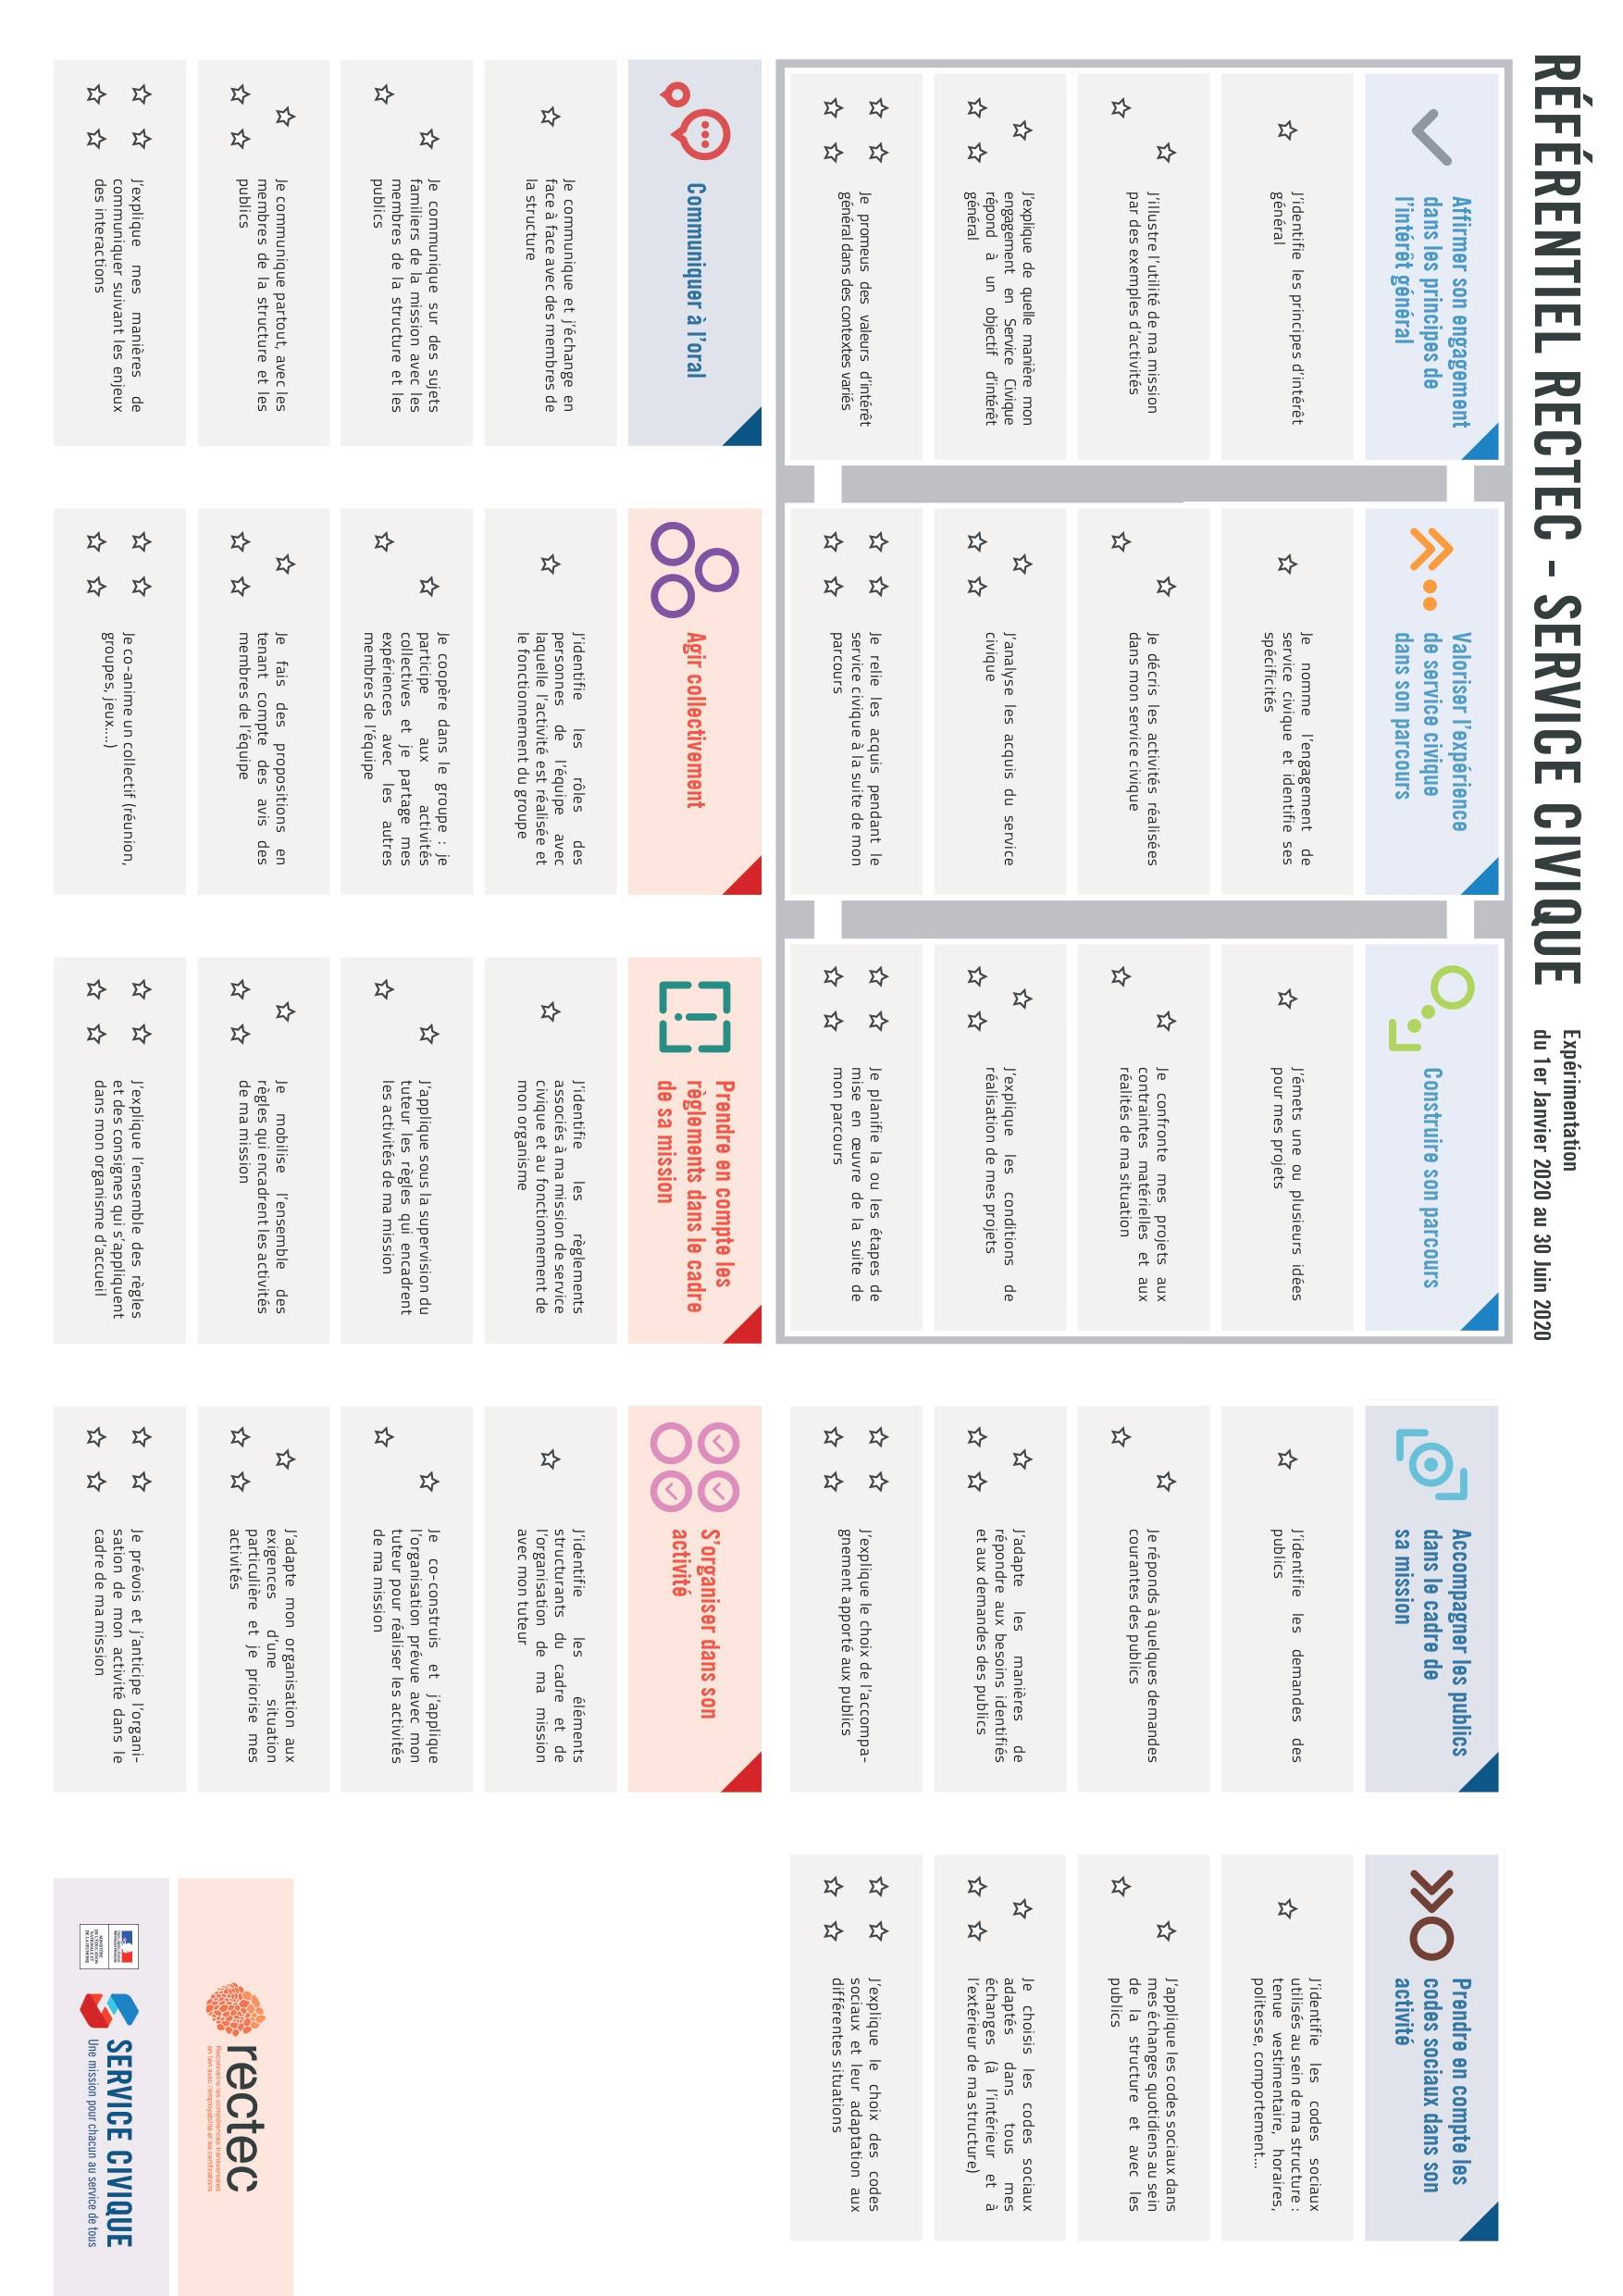 RÉFÉRENTIEL RECTEC - SERVICE CIVIQUE
Expérimentation
du 1er Janvier 2020 au 30 Juin 2020
Affirmer son engagement
dans les principes de
l'intérêt général
J'identifie les principes d'intérêt
général
J'illustre l'utilité de ma mission
par des exemples d'activités
J'explique de quelle manière mon
engagement en Service Civique
répond à un objectif d'intérêt
général
Je promeus des valeurs d'intérêt
général dans des contextes variés
Valoriser l'expérience
de service civique
dans son parcours
Je nomme l'engagement de
service civique et identifie ses
spécificités
Je décris les activités réalisées
dans mon service civique
J'analyse les acquis du service
civique
Je relie les acquis pendant le
service civique à la suite de mon
parcours
Construire son parcours
J'émets une ou plusieurs idées
pour mes projets
Je confronte mes projets aux
contraintes matérielles et aux
réalités de ma situation
J'explique les conditions de
réalisation de mes projets
Je planifie la ou les étapes de
mise en œuvre de la suite de
mon parcours
Accompagner les publics
dans le cadre de
sa mission
J'identifie les demandes des
publics
Je réponds à quelques demandes
courantes des publics
J'adapte les manières de
répondre aux besoins identifiés
et aux demandes des publics
J'explique le choix de l'accompa-
gnement apporté aux publics
Prendre en compte les
codes sociaux dans son
activité
J'identifie les codes sociaux
utilisés au sein de ma structure :
tenue vestimentaire, horaires,
politesse, comportement...
J'applique les codes sociaux dans
mes échanges quotidiens au sein
de la structure et avec les
publics
Je choisis les codes sociaux
adaptés dans tous mes
échanges (à l'intérieur et à
l'extérieur de ma structure)
J'explique le choix des codes
sociaux et leur adaptation aux
différentes situations
Communiquer à l'oral
Je communique et j'échange en
face à face avec des membres de
la structure
Je communique sur des sujets
familiers de la mission avec les
membres de la structure et les
publics
Je communique partout, avec les
membres de la structure et les
publics
J'explique mes manières de
communiquer suivant les enjeux
des interactions
Agir collectivement
J'identifie les rôles des
personnes de l'équipe avec
laquelle l'activité est réalisée et
le fonctionnement du groupe
Je coopère dans le groupe : je
participe aux activités
collectives et je partage mes
expériences avec les autres
membres de l'équipe
Je fais des propositions en
tenant compte des avis des
membres de l'équipe
Je co-anime un collectif (réunion,
groupes, jeux....)
Prendre en compte les
règlements dans le cadre
de sa mission
J'identifie les règlements
associés à ma mission de service
civique et au fonctionnement de
mon organisme
J'applique sous la supervision du
tuteur les règles qui encadrent
les activités de ma mission
Je mobilise l'ensemble des
règles qui encadrent les activités
de ma mission
J'explique l'ensemble des règles
et des consignes qui s'appliquent
dans mon organisme d'accueil
S'organiser dans son
activité
J'identifie les éléments
structurants du cadre et de
l'organisation de ma mission
avec mon tuteur
Je co-construis et j'applique
l'organisation prévue avec mon
tuteur pour réaliser les activités
de ma mission
J'adapte mon organisation aux
exigences d'une situation
particulière et je priorise mes
activités
Je prévois et j'anticipe l'organi-
sation de mon activité dans le
cadre de ma mission
rectec
Reconnaitre les compétences transversales
en lien avec l'employabilité et les certifications
MINISTÈRE
DE L'ÉDUCATION
NATIONALE ET
DE LA JEUNESSE
SERVICE CIVIQUE
Une mission pour chacun au service de tous